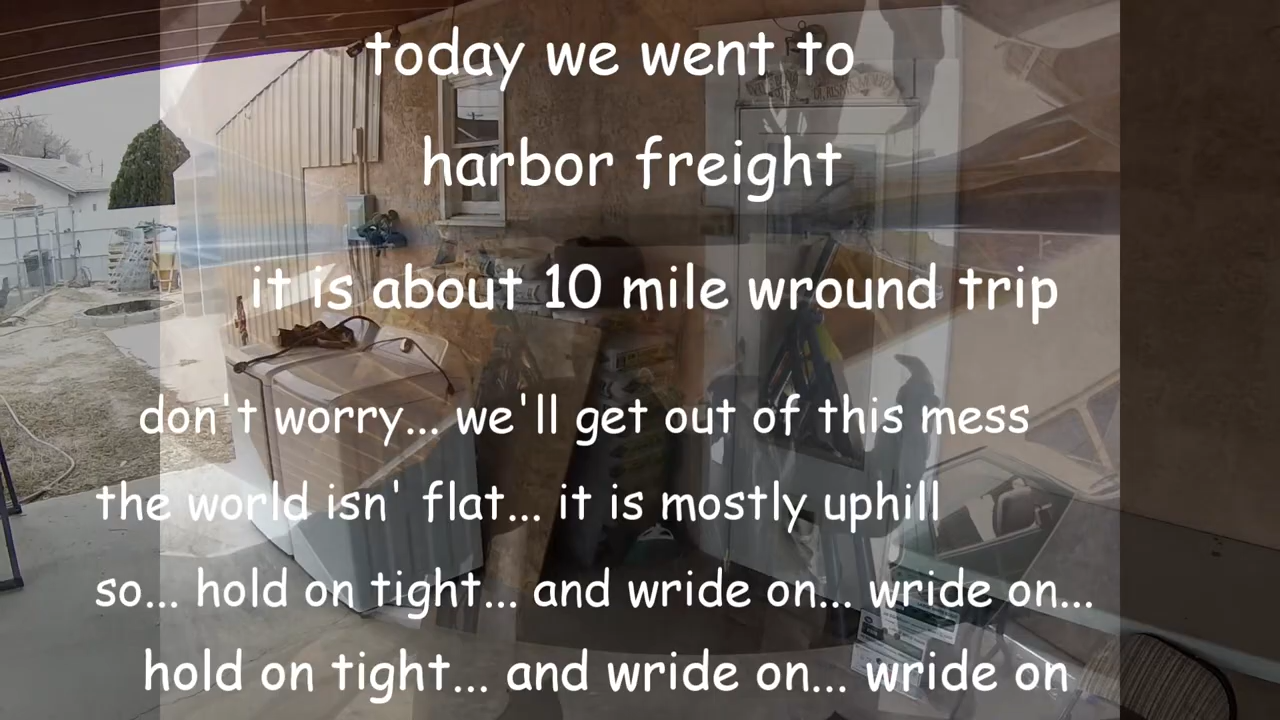 today we went to
harbor freight
it is about 10 mile wround trip
don't worry... we'll get out of this mess
the world isn' flat... it is mostly uphill
so... hold on tight... and wride on... wride on...
hold on tight... and wride on... wride on